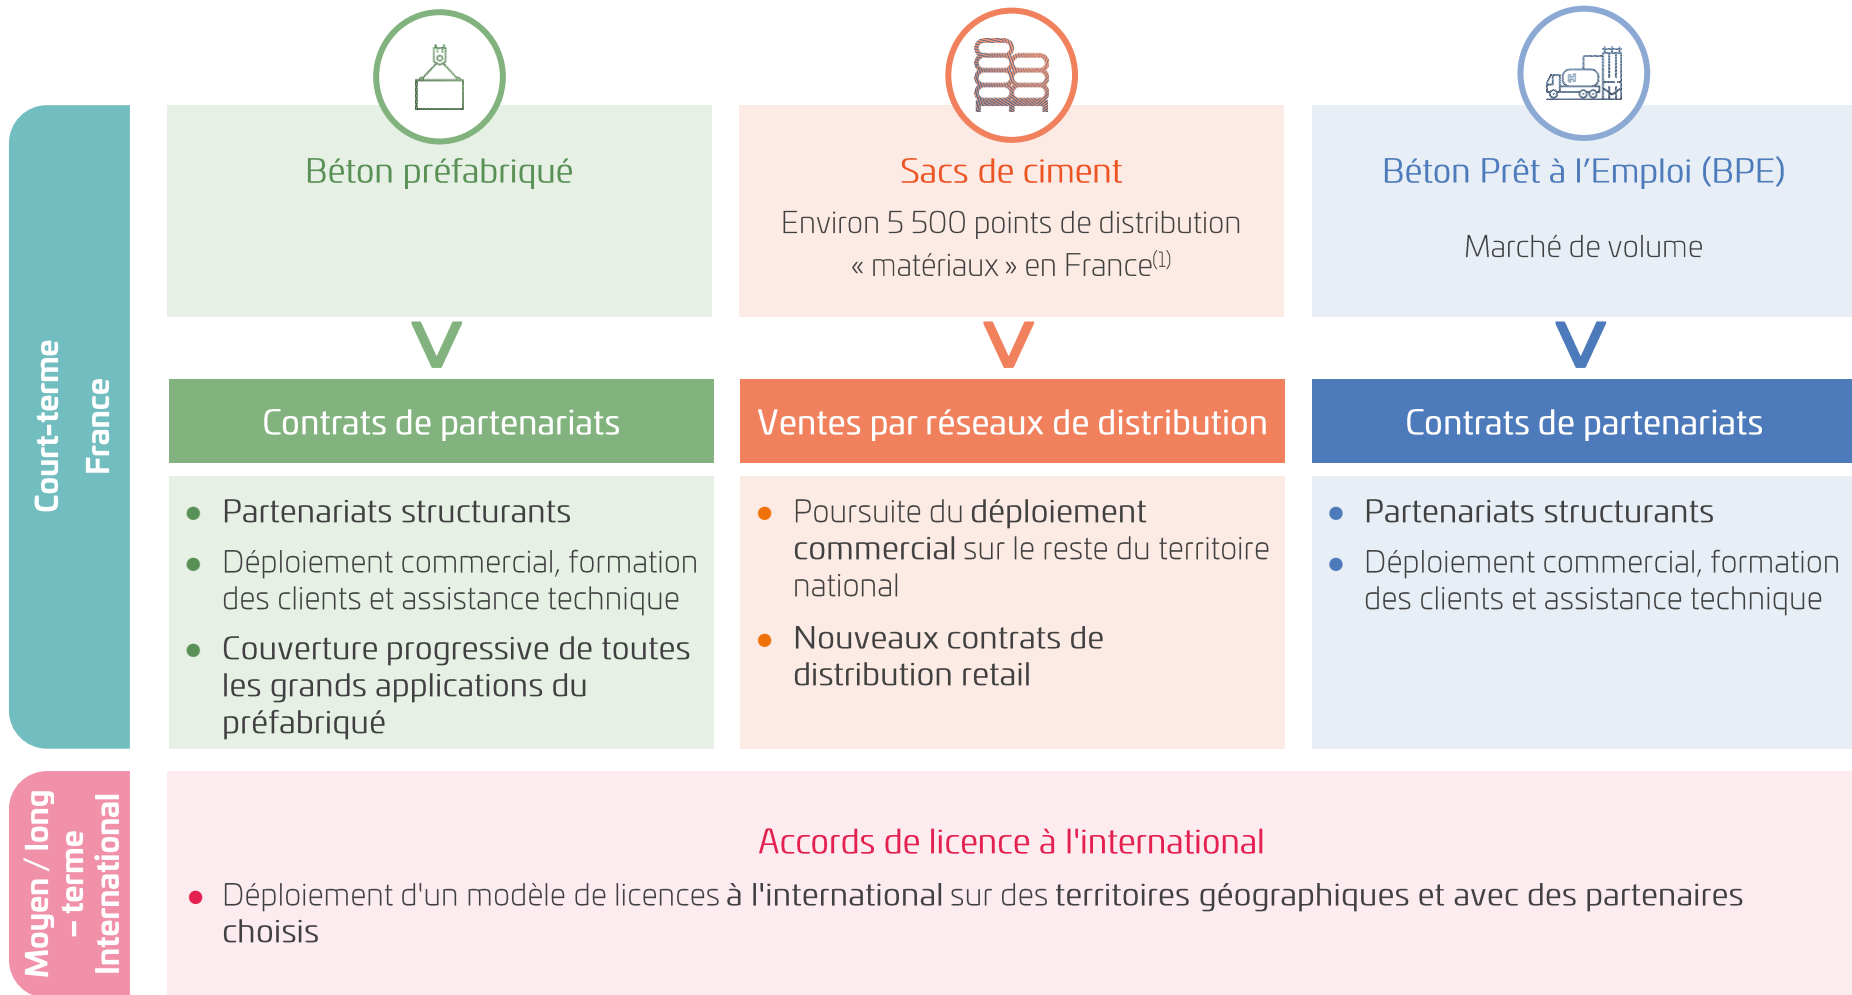 Court-terme
France
Béton préfabriqué
Contrats de partenariats
Partenariats structurants
Déploiement commercial, formation
des clients et assistance technique
Couverture progressive de toutes
les grands applications du
préfabriqué
Sacs de ciment
Environ 5 500 points de distribution
« matériaux » en France(1)
Ventes par réseaux de distribution
Poursuite du déploiement
commercial sur le reste du territoire
national
Nouveaux contrats de
distribution retail
Béton Prêt à l’Emploi (BPE)
Marché de volume
Contrats de partenariats
Partenariats structurants
Déploiement commercial, formation
des clients et assistance technique
Moyen / long
– terme
International
Accords de licence à l'international
Déploiement d'un modèle de licences à l'international sur des territoires géographiques et avec des partenaires
choisis